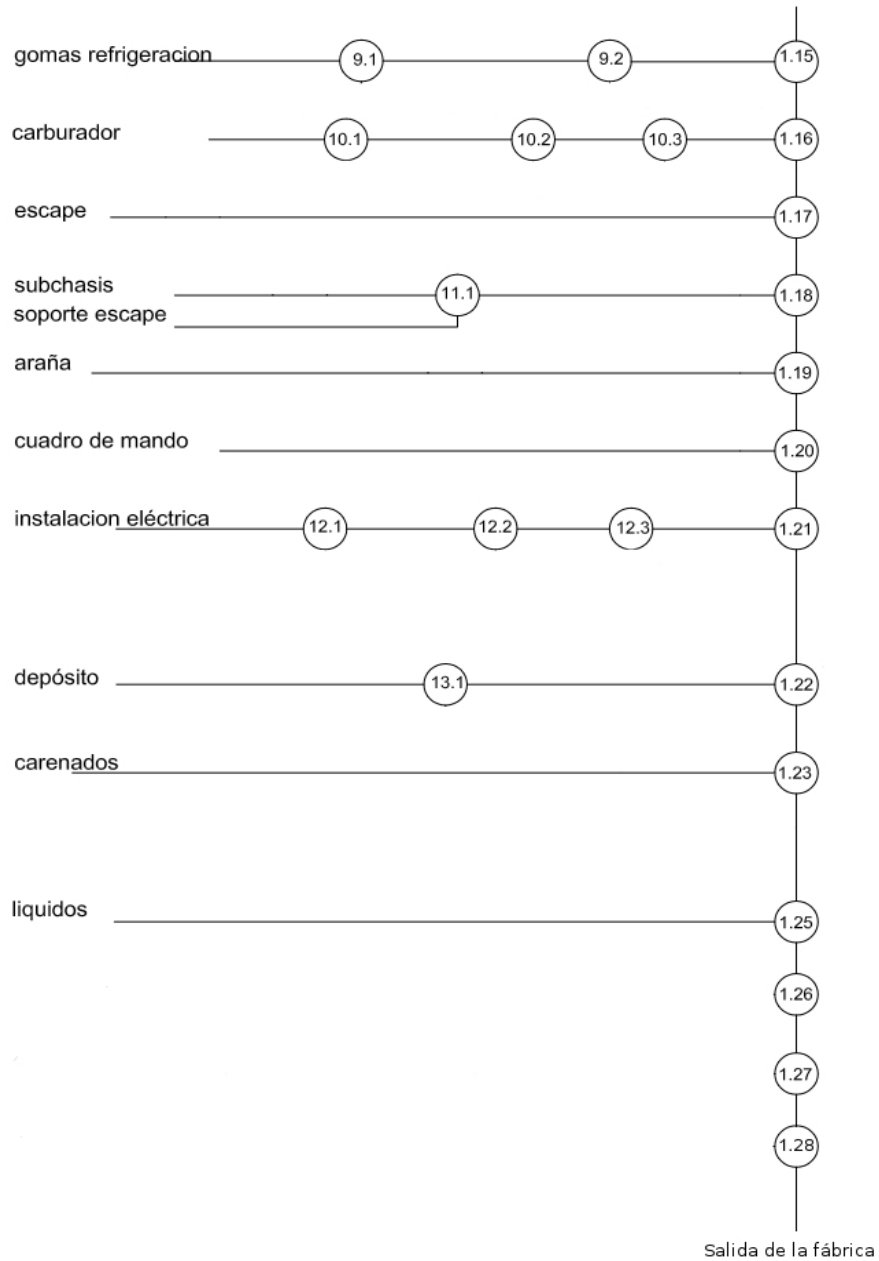 gomas refrigeracion 9.1 9.2 1.15
carburador 10.1 10.2 10.3 1.16
escape 1.17
subchasis 11.1 1.18
soporte escape
araña 1.19
cuadro de mando 1.20
instalacion eléctrica 12.1 12.2 12.3 1.21
depósito 13.1 1.22
carenados 1.23
liquidos 1.25
1.26
1.27
1.28
Salida de la fábrica